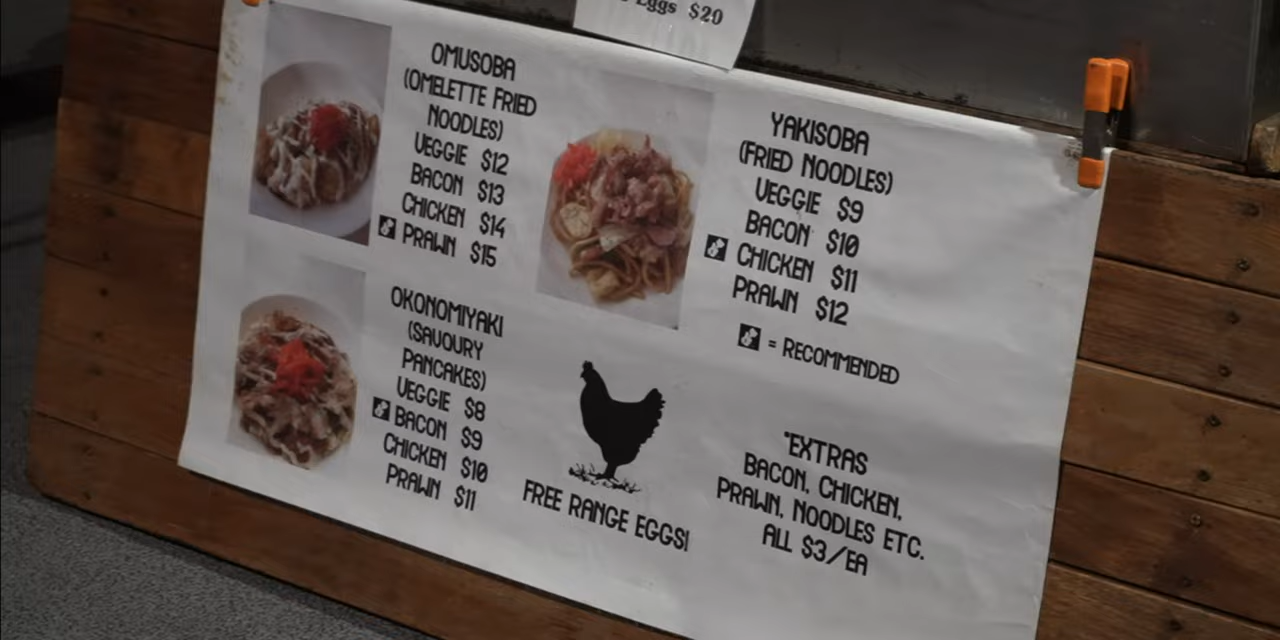 Eggs $20
OMUSOBA
(OMELETTE FRIED
NOODLES)
VEGGIE $12
BACON $13
CHICKEN $14
PRAWN $15
YAKISOBA
(FRIED NOODLES)
VEGGIE $9
BACON $10
CHICKEN $11
PRAWN $12
= RECOMMENDED
OKONOMIYAKI
(SAVOURY
PANCAKES)
VEGGIE $8
BACON $9
CHICKEN $10
PRAWN $11
FREE RANGE EGGS!
*EXTRAS
BACON, CHICKEN,
PRAWN, NOODLES ETC.
ALL $3/EA